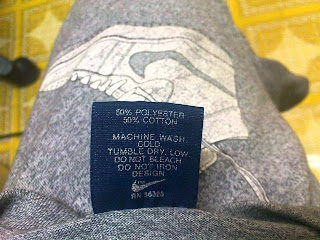 50% POLYESTER
50% COTTON
MACHINE WASH
COLD
TUMBLE DRY, LOW
DO NOT BLEACH
DO NOT IRON
DESIGN
RN 56323